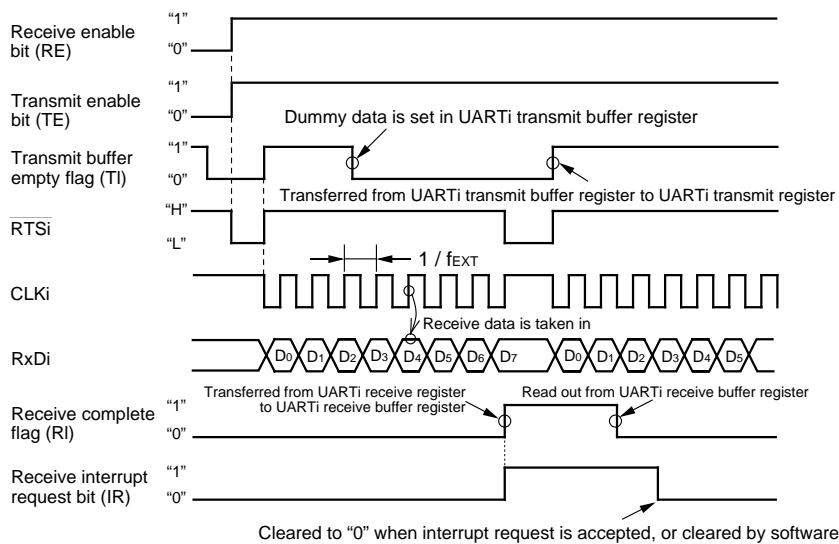 Receive enable
bit (RE)
“1”
“0”
Transmit enable
bit (TE)
“1”
“0”
Dummy data is set in UARTi transmit buffer register
Transmit buffer
empty flag (Tl)
“1”
“0”
Transferred from UARTi transmit buffer register to UARTi transmit register
RTSi
“H”
“L”
1 / fEXT
CLKi
Receive data is taken in
RxDi
D0 D1 D2 D3 D4 D5 D6 D7 D0 D1 D2 D3 D4 D5
Transferred from UARTi receive register
to UARTi receive buffer register
Read out from UARTi receive buffer register
Receive complete
flag (Rl)
“1”
“0”
Receive interrupt
request bit (IR)
“1”
“0”
Cleared to “0” when interrupt request is accepted, or cleared by software